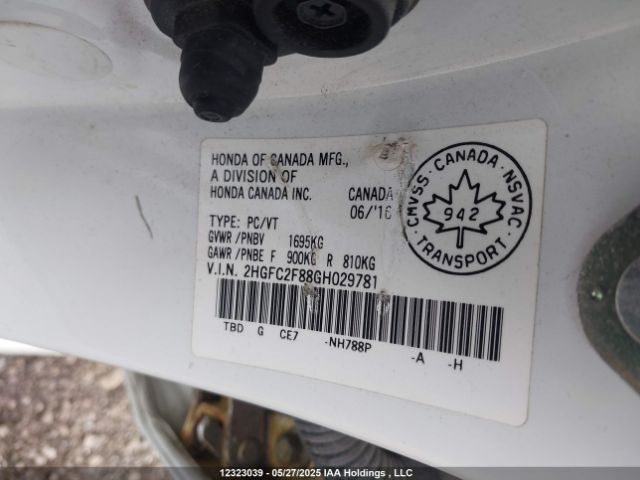 HONDA OF CANADA MFG.,
A DIVISION OF
HONDA CANADA INC. CANADA
06/'16
TYPE: PC/VT
GVWR/PNBV 1695KG
GAWR/PNBE F 900KG R 810KG
V.I.N. 2HGFC2F88GH029781
TBD G CE7 -NH788P -A -H
CMVSS · CANADA · NSVAC
942
· TRANSPORT ·
12323039 - 05/27/2025 IAA Holdings , LLC